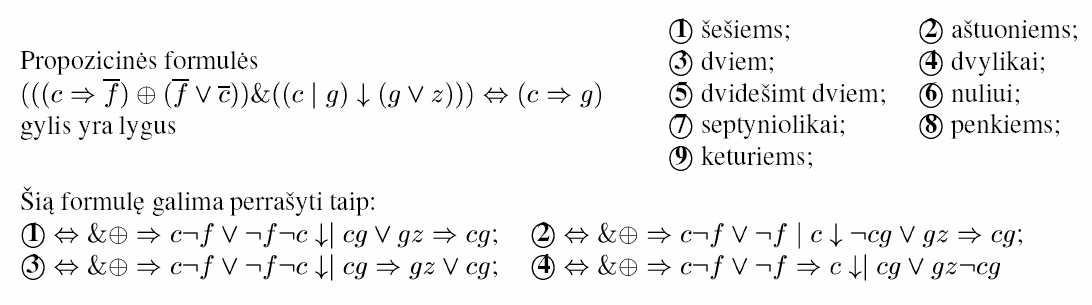 ① šešiems; ② aštuoniems;
Propozicinės formulės
③ dviem; ④ dvylikai;
(((c ⇒ f̅) ⊕ (f̅ ∨ c̅))&((c | g) ↓ (g ∨ z))) ⇔ (c ⇒ g)
⑤ dvidešimt dviem; ⑥ nuliui;
gylis yra lygus
⑦ septyniolikai; ⑧ penkiems;
⑨ keturiems;
Šią formulę galima perrašyti taip:
① ⇔ &⊕ ⇒ c¬f ∨ ¬f¬c ↓| cg ∨ gz ⇒ cg; ② ⇔ &⊕ ⇒ c¬f ∨ ¬f | c ↓ ¬cg ∨ gz ⇒ cg;
③ ⇔ &⊕ ⇒ c¬f ∨ ¬f¬c ↓| cg ⇒ gz ∨ cg; ④ ⇔ &⊕ ⇒ c¬f ∨ ¬f ⇒ c ↓| cg ∨ gz¬cg